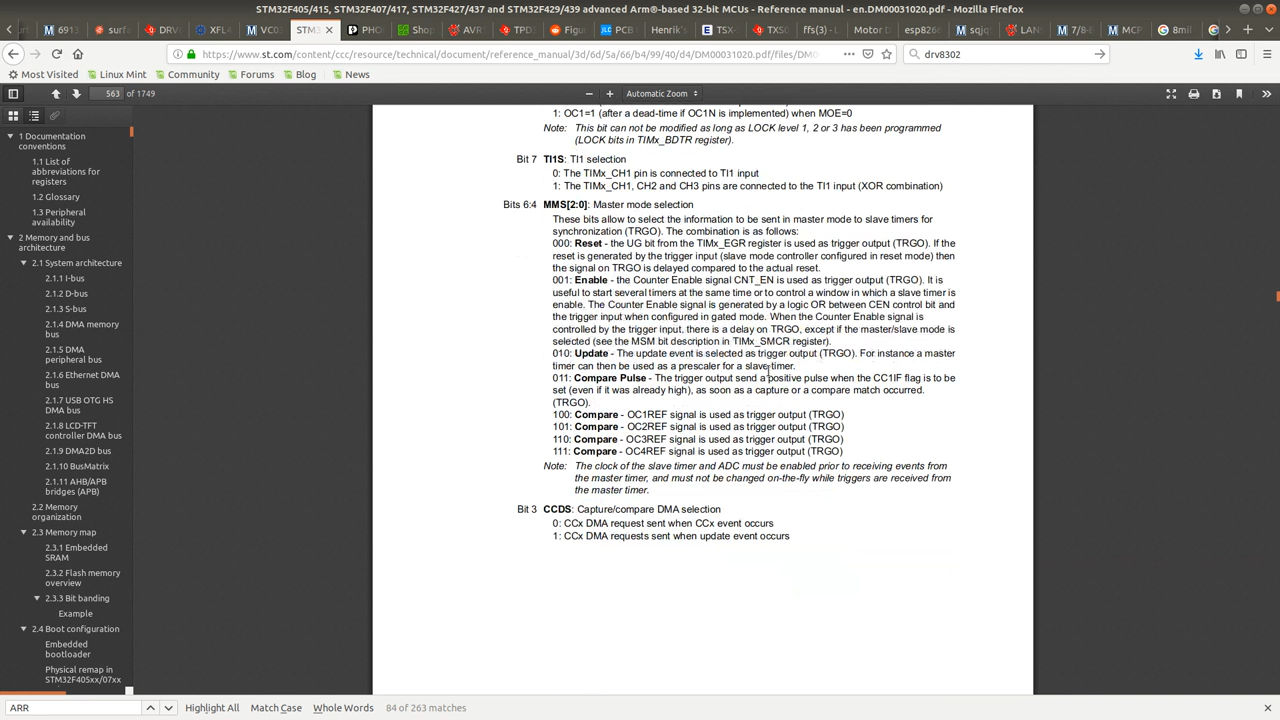 STM32F405/415, STM32F407/417, STM32F427/437 and STM32F429/439 advanced Arm®-based 32-bit MCUs - Reference manual - en.DM00031020.pdf - Mozilla Firefox
6913 surfa DRV XFL4 VC0 STM3 PHO Shop AVR TPD Figu PCB Henrik's TXS TXS0 ffs(3) - L Motor D esp826 sq LAN 7/8-E MCP 8mil
https://www.st.com/content/ccc/resource/technical/document/reference_manual/3d/6d/5a/66/b4/99/40/d4/DM00031020.pdf/files/DM0 drv8302
Most Visited Linux Mint Community Forums Blog News
563 of 1749 Automatic Zoom
1 Documentation
conventions
1.1 List of
abbreviations for
registers
1.2 Glossary
1.3 Peripheral
availability
2 Memory and bus
architecture
2.1 System architecture
2.1.1 I-bus
2.1.2 D-bus
2.1.3 S-bus
2.1.4 DMA memory
bus
2.1.5 DMA
peripheral bus
2.1.6 Ethernet DMA
bus
2.1.7 USB OTG HS
DMA bus
2.1.8 LCD-TFT
controller DMA bus
2.1.9 DMA2D bus
2.1.10 BusMatrix
2.1.11 AHB/APB
bridges (APB)
2.2 Memory
organization
2.3 Memory map
2.3.1 Embedded
SRAM
2.3.2 Flash memory
overview
2.3.3 Bit banding
Example
2.4 Boot configuration
Embedded
bootloader
Physical remap in
STM32F405xx/07xx
1: OC1=1 (after a dead-time if OC1N is implemented) when MOE=0
Note: This bit can not be modified as long as LOCK level 1, 2 or 3 has been programmed
(LOCK bits in TIMx_BDTR register).
Bit 7 TI1S: TI1 selection
0: The TIMx_CH1 pin is connected to TI1 input
1: The TIMx_CH1, CH2 and CH3 pins are connected to the TI1 input (XOR combination)
Bits 6:4 MMS[2:0]: Master mode selection
These bits allow to select the information to be sent in master mode to slave timers for
synchronization (TRGO). The combination is as follows:
000: Reset - the UG bit from the TIMx_EGR register is used as trigger output (TRGO). If the
reset is generated by the trigger input (slave mode controller configured in reset mode) then
the signal on TRGO is delayed compared to the actual reset.
001: Enable - the Counter Enable signal CNT_EN is used as trigger output (TRGO). It is
useful to start several timers at the same time or to control a window in which a slave timer is
enable. The Counter Enable signal is generated by a logic OR between CEN control bit and
the trigger input when configured in gated mode. When the Counter Enable signal is
controlled by the trigger input, there is a delay on TRGO, except if the master/slave mode is
selected (see the MSM bit description in TIMx_SMCR register).
010: Update - The update event is selected as trigger output (TRGO). For instance a master
timer can then be used as a prescaler for a slave timer.
011: Compare Pulse - The trigger output send a positive pulse when the CC1IF flag is to be
set (even if it was already high), as soon as a capture or a compare match occurred.
(TRGO).
100: Compare - OC1REF signal is used as trigger output (TRGO)
101: Compare - OC2REF signal is used as trigger output (TRGO)
110: Compare - OC3REF signal is used as trigger output (TRGO)
111: Compare - OC4REF signal is used as trigger output (TRGO)
Note: The clock of the slave timer and ADC must be enabled prior to receiving events from
the master timer, and must not be changed on-the-fly while triggers are received from
the master timer.
Bit 3 CCDS: Capture/compare DMA selection
0: CCx DMA request sent when CCx event occurs
1: CCx DMA requests sent when update event occurs
ARR Highlight All Match Case Whole Words 84 of 263 matches